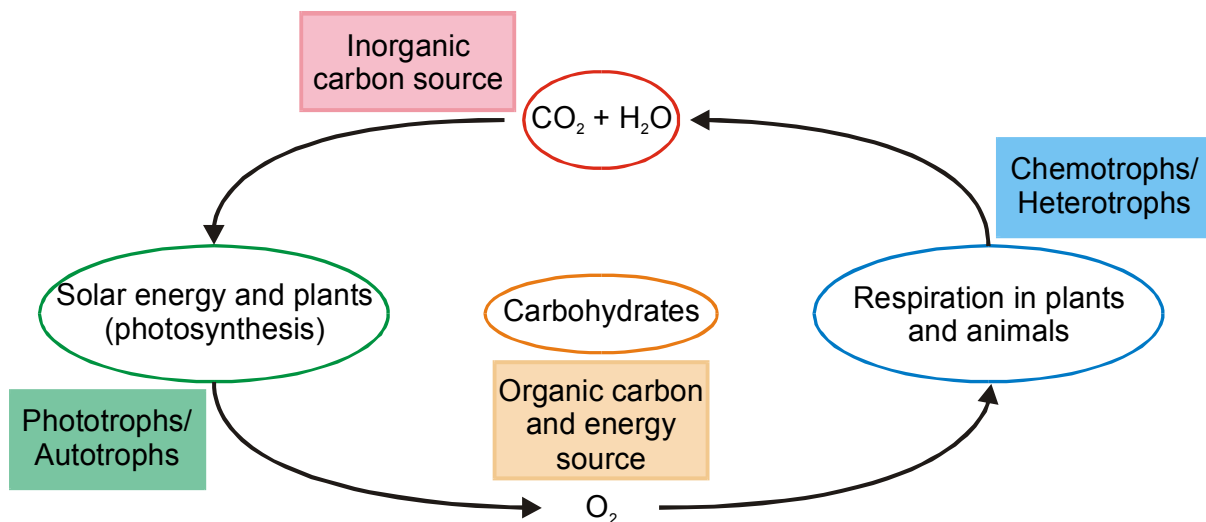 Inorganic
carbon source
CO₂ + H₂O
Chemotrophs/
Heterotrophs
Solar energy and plants
(photosynthesis)
Carbohydrates
Respiration in plants
and animals
Phototrophs/
Autotrophs
Organic carbon
and energy
source
O₂